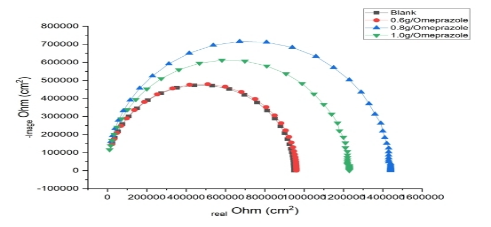 Blank
0.6g/Omeprazole
0.8g/Omeprazole
1.0g/Omeprazole
800000
700000
600000
500000
400000
300000
200000
100000
0
-100000
image Ohm (cm²)
0 200000 400000 600000 800000 1000000 1200000 1400000 1600000
real Ohm (cm²)